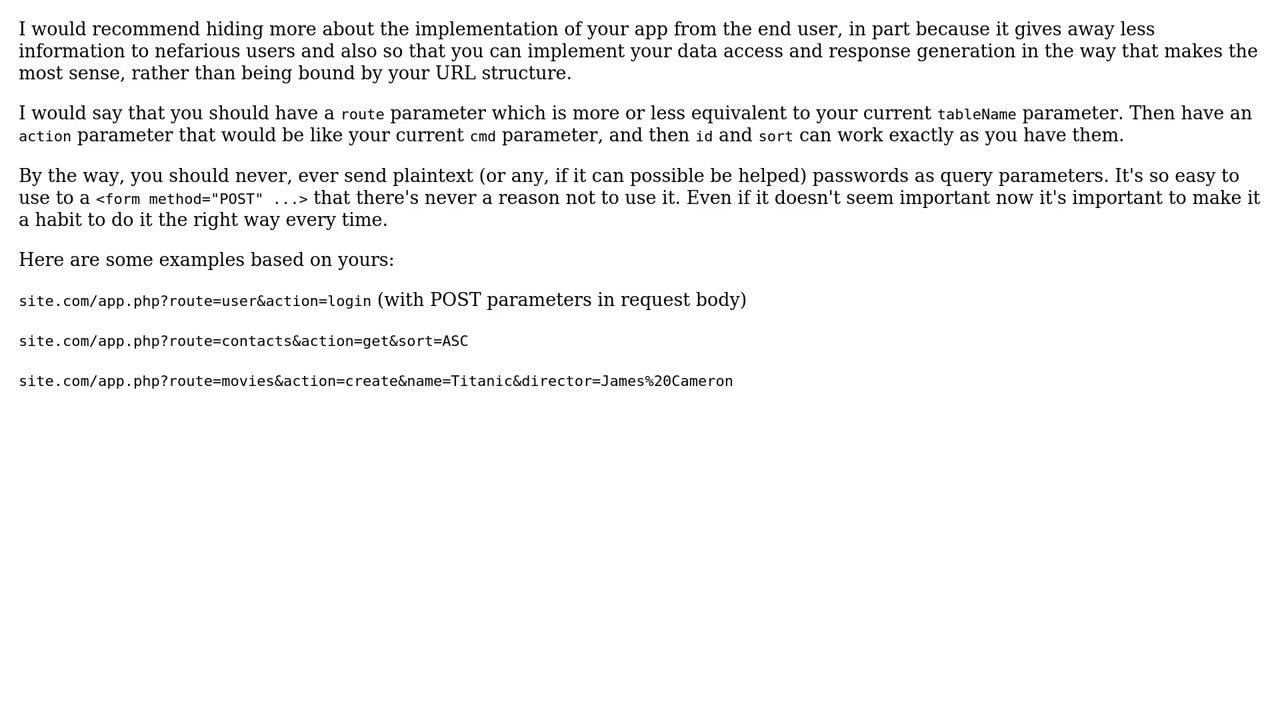 I would recommend hiding more about the implementation of your app from the end user, in part because it gives away less
information to nefarious users and also so that you can implement your data access and response generation in the way that makes the
most sense, rather than being bound by your URL structure.
I would say that you should have a route parameter which is more or less equivalent to your current tableName parameter. Then have an
action parameter that would be like your current cmd parameter, and then id and sort can work exactly as you have them.
By the way, you should never, ever send plaintext (or any, if it can possible be helped) passwords as query parameters. It's so easy to
use to a <form method="POST" ...> that there's never a reason not to use it. Even if it doesn't seem important now it's important to make it
a habit to do it the right way every time.
Here are some examples based on yours:
site.com/app.php?route=user&action=login (with POST parameters in request body)
site.com/app.php?route=contacts&action=get&sort=ASC
site.com/app.php?route=movies&action=create&name=Titanic&director=James%20Cameron